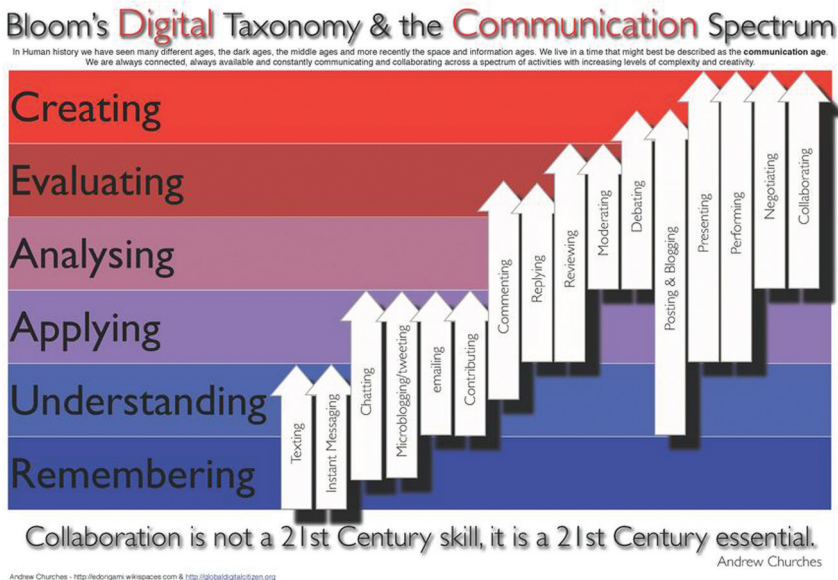 Bloom's Digital Taxonomy & the Communication Spectrum
In Human history we have seen many different ages, the dark ages, the middle ages and more recently the space and information ages. We live in a time that might best be described as the communication age.
We are always connected, always available and constantly communicating and collaborating across a spectrum of activities with increasing levels of complexity and creativity.
Creating
Evaluating
Analysing
Applying
Understanding
Remembering
Texting
Instant Messaging
Chatting
Microblogging/tweeting
emailing
Contributing
Commenting
Replying
Reviewing
Moderating
Debating
Posting & Blogging
Presenting
Performing
Negotiating
Collaborating
Collaboration is not a 21st Century skill, it is a 21st Century essential.
Andrew Churches
Andrew Churches - http://edorigami.wikispaces.com & http://globaldigitalcitizen.org